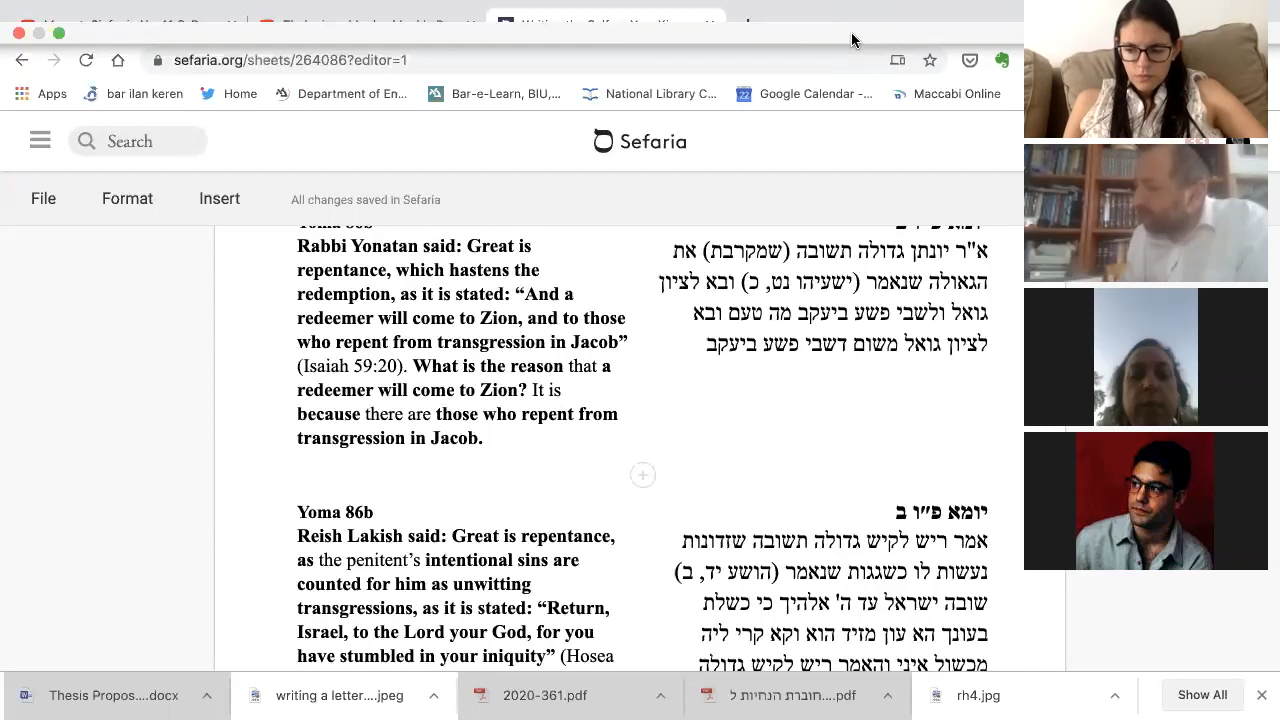 sefaria.org/sheets/264086?editor=1
Apps bar ilan keren Home Department of En... Bar-e-Learn, BIU,... National Library C... Google Calendar -... Maccabi Online
Search Sefaria
File Format Insert All changes saved in Sefaria
Rabbi Yonatan said: Great is
repentance, which hastens the
redemption, as it is stated: “And a
redeemer will come to Zion, and to those
who repent from transgression in Jacob”
(Isaiah 59:20). What is the reason that a
redeemer will come to Zion? It is
because there are those who repent from
transgression in Jacob.
א"ר יונתן גדולה תשובה (שמקרבת) את
הגאולה שנאמר (ישעיהו נט, כ) ובא לציון
גואל ולשבי פשע ביעקב מה טעם ובא
לציון גואל משום דשבי פשע ביעקב
Yoma 86b
Reish Lakish said: Great is repentance,
as the penitent’s intentional sins are
counted for him as unwitting
transgressions, as it is stated: “Return,
Israel, to the Lord your God, for you
have stumbled in your iniquity” (Hosea
יומא פ״ו ב
אמר ריש לקיש גדולה תשובה שזדונות
נעשות לו כשגגות שנאמר (הושע יד, ב)
שובה ישראל עד ה' אלהיך כי כשלת
בעונך הא עון מזיד הוא וקא קרי ליה
מכשול איני והאמר ריש לקיש גדולה
Thesis Propos....docx writing a letter....jpeg 2020-361.pdf חוברת הנחיות ל....pdf rh4.jpg Show All